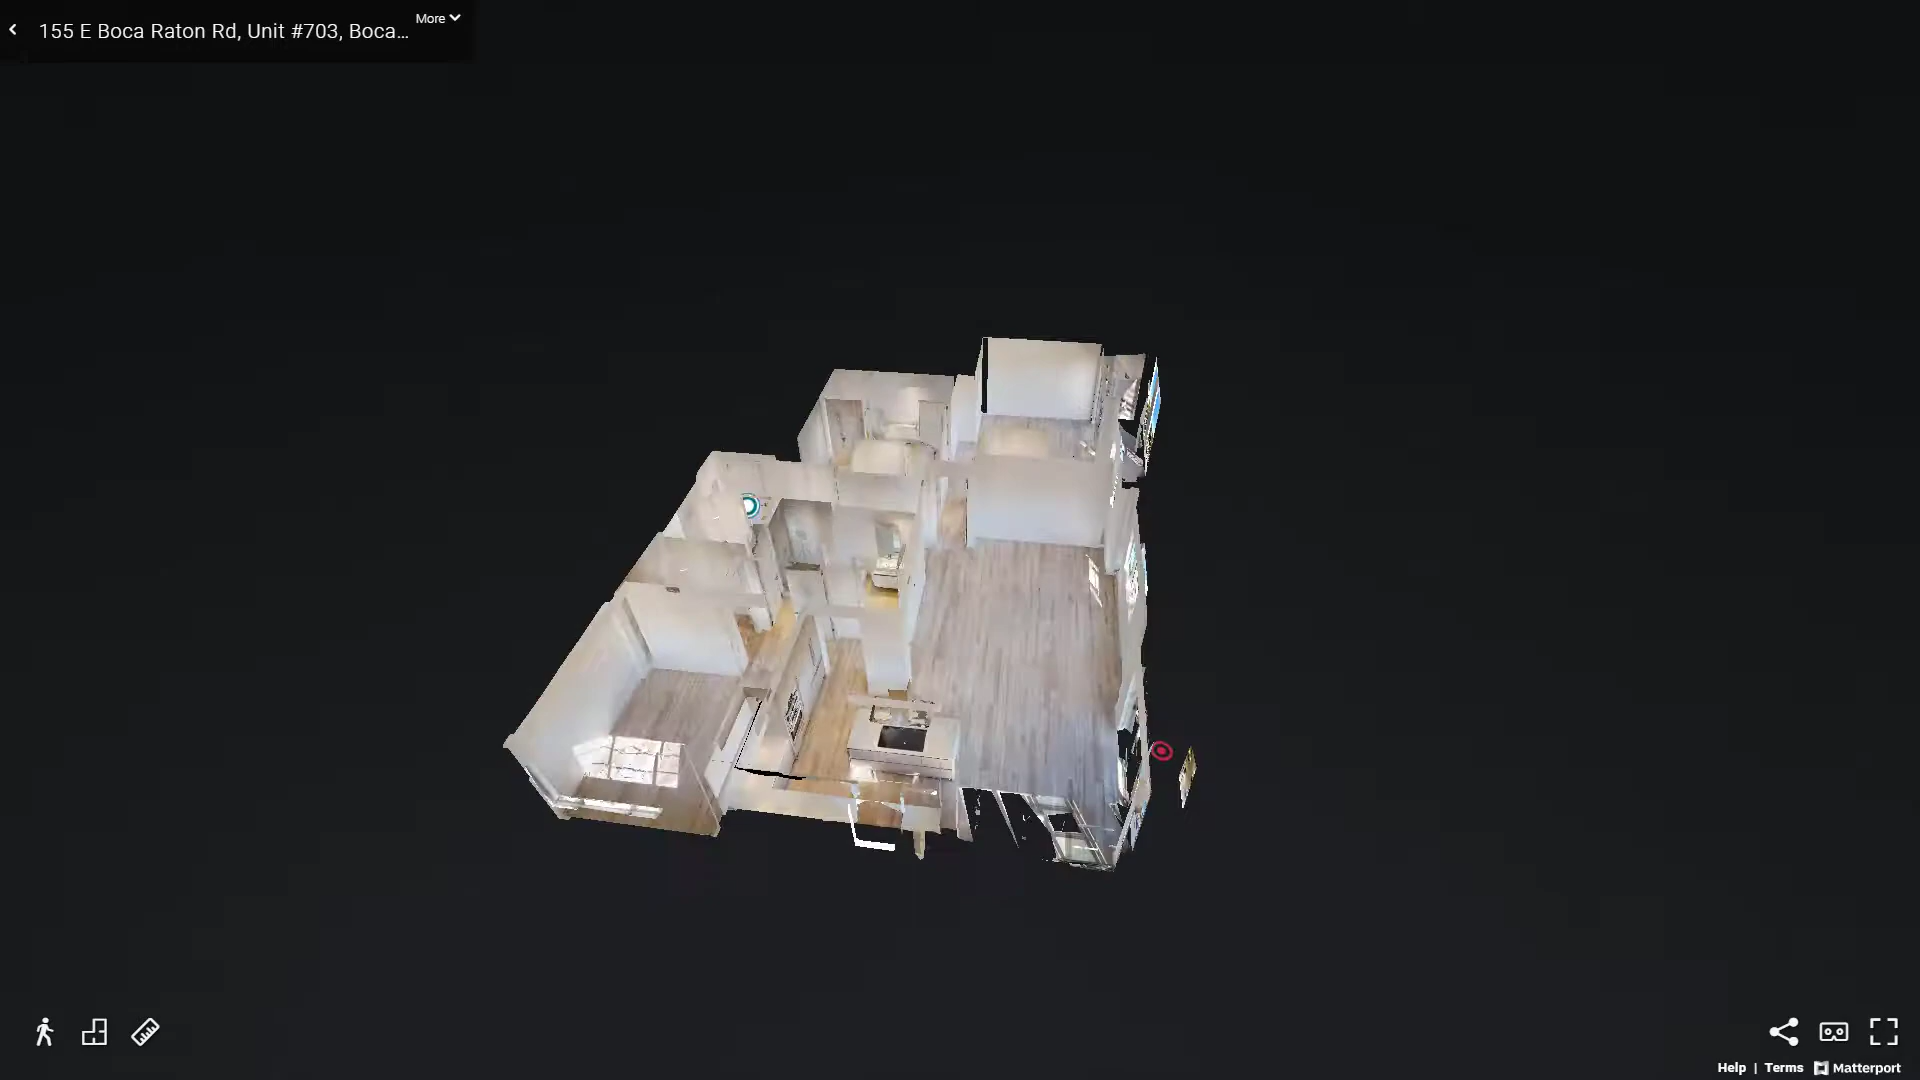 155 E Boca Raton Rd, Unit #703, Boca...
More
Help | Terms Matterport